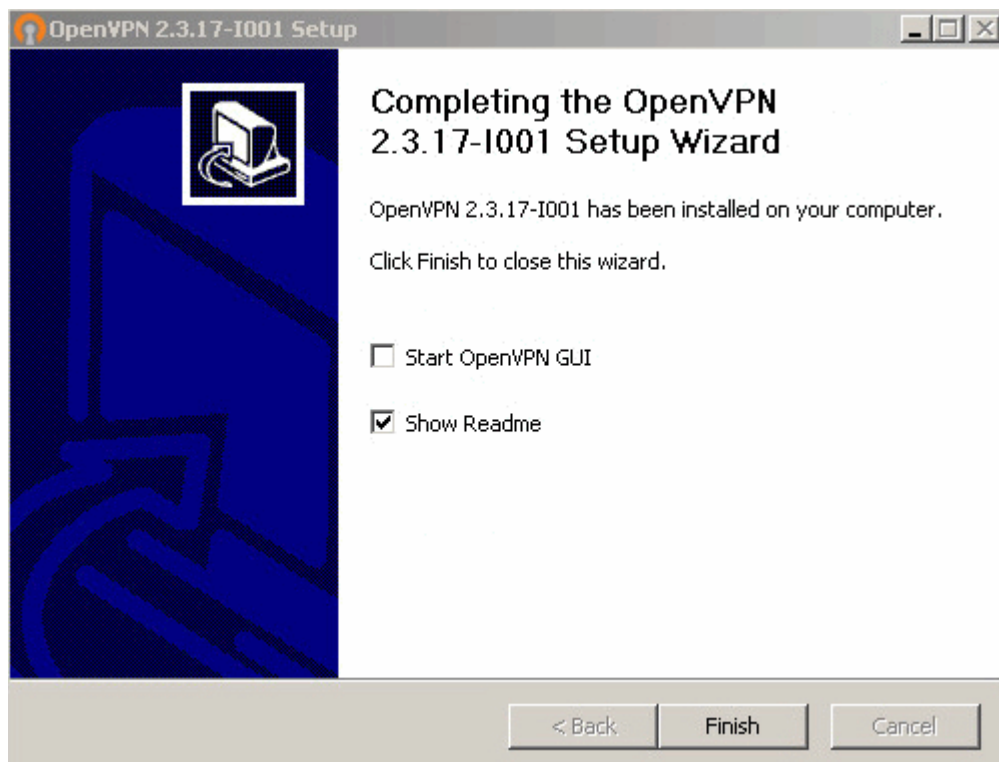 OpenVPN 2.3.17-I001 Setup
Completing the OpenVPN
2.3.17-I001 Setup Wizard
OpenVPN 2.3.17-I001 has been installed on your computer.
Click Finish to close this wizard.
Start OpenVPN GUI
Show Readme
< Back
Finish
Cancel